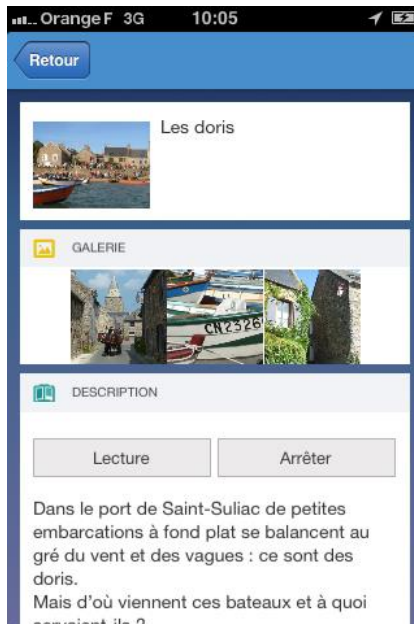 Orange F 3G 10:05
Retour
Les doris
GALERIE
CN2326
DESCRIPTION
Lecture Arrêter
Dans le port de Saint-Suliac de petites
embarcations à fond plat se balancent au
gré du vent et des vagues : ce sont des
doris.
Mais d'où viennent ces bateaux et à quoi
servaient-ils ?